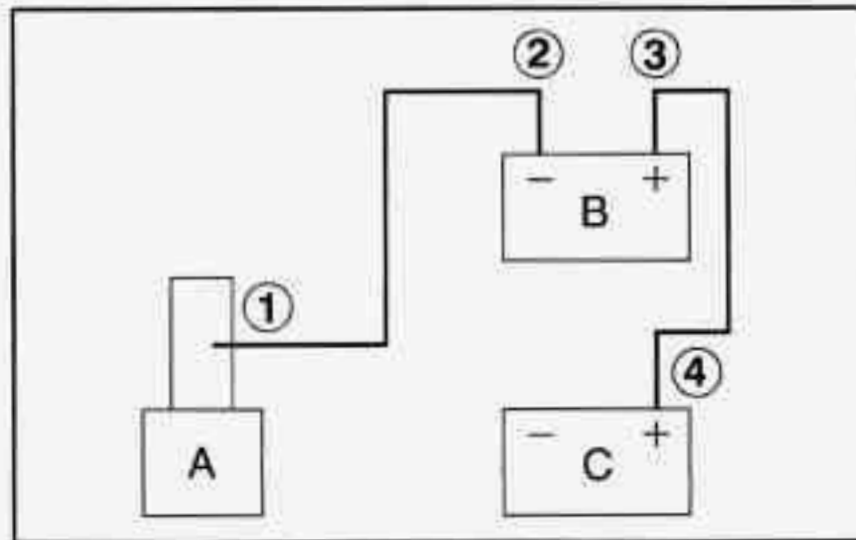 ② ③
− +
B
①
④
− +
A C